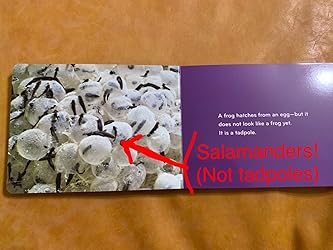 A frog hatches from an egg—but it
does not look like a frog yet.
It is a tadpole.
Salamanders!
(Not tadpoles)